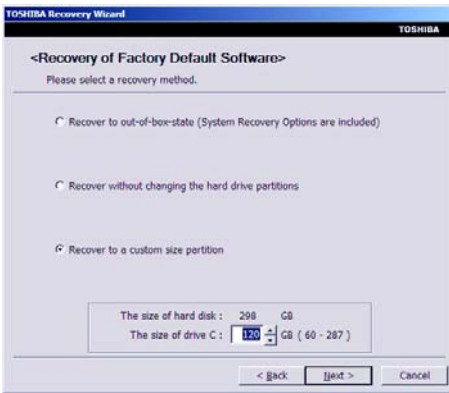 TOSHIBA Recovery Wizard
TOSHIBA
<Recovery of Factory Default Software>
Please select a recovery method.
Recover to out-of-box-state (System Recovery Options are included)
Recover without changing the hard drive partitions
Recover to a custom size partition
The size of hard disk : 298 GB
The size of drive C : 120 GB ( 60 - 287 )
< Back Next > Cancel